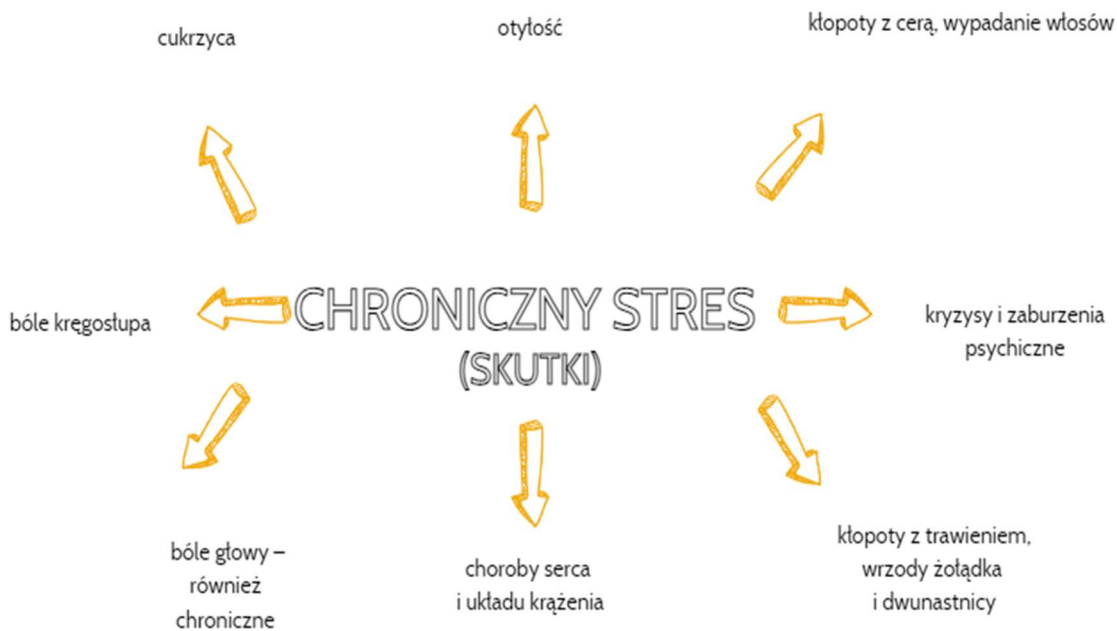 cukrzyca
otyłość
kłopoty z cerą, wypadanie włosów
bóle kręgosłupa
CHRONICZNY STRES
(SKUTKI)
kryzysy i zaburzenia
psychiczne
bóle głowy –
również
chroniczne
choroby serca
i układu krążenia
kłopoty z trawieniem,
wrzody żołądka
i dwunastnicy